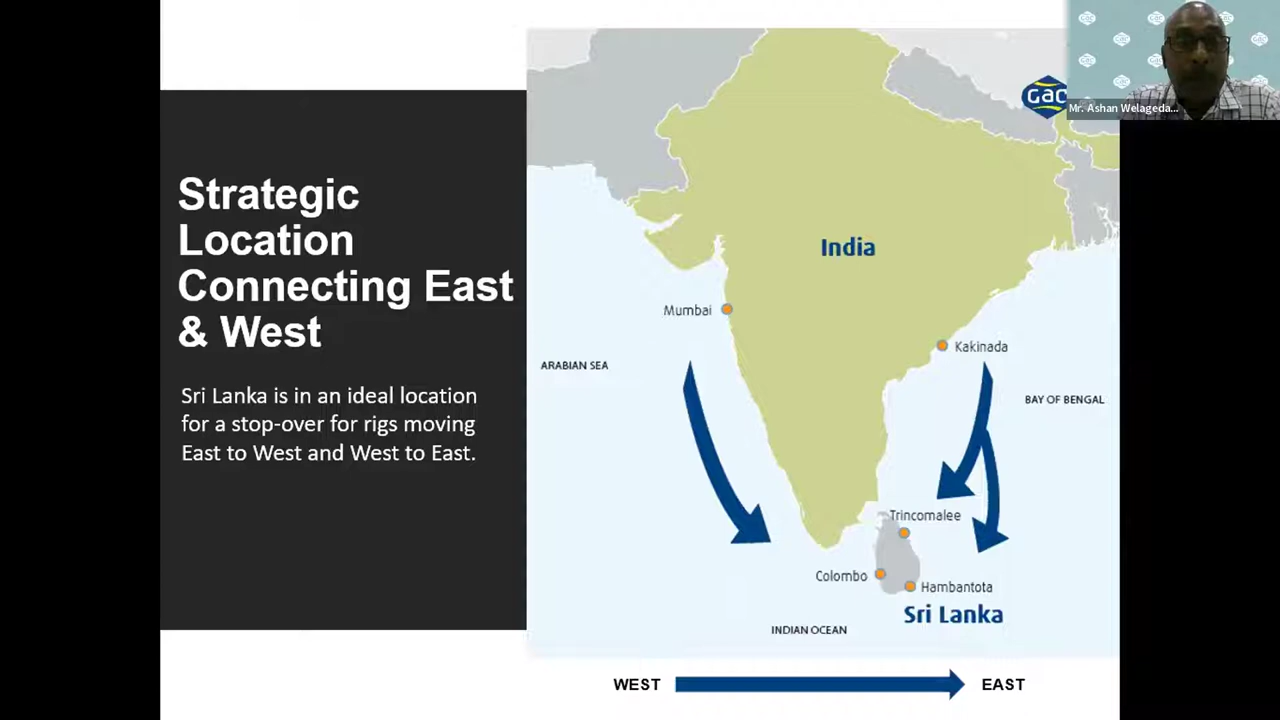 Strategic
Location
Connecting East
& West
Sri Lanka is in an ideal location
for a stop-over for rigs moving
East to West and West to East.
GAC
Mr. Ashan Welageda...
India
Mumbai
Kakinada
ARABIAN SEA
BAY OF BENGAL
Trincomalee
Colombo
Hambantota
Sri Lanka
INDIAN OCEAN
WEST
EAST